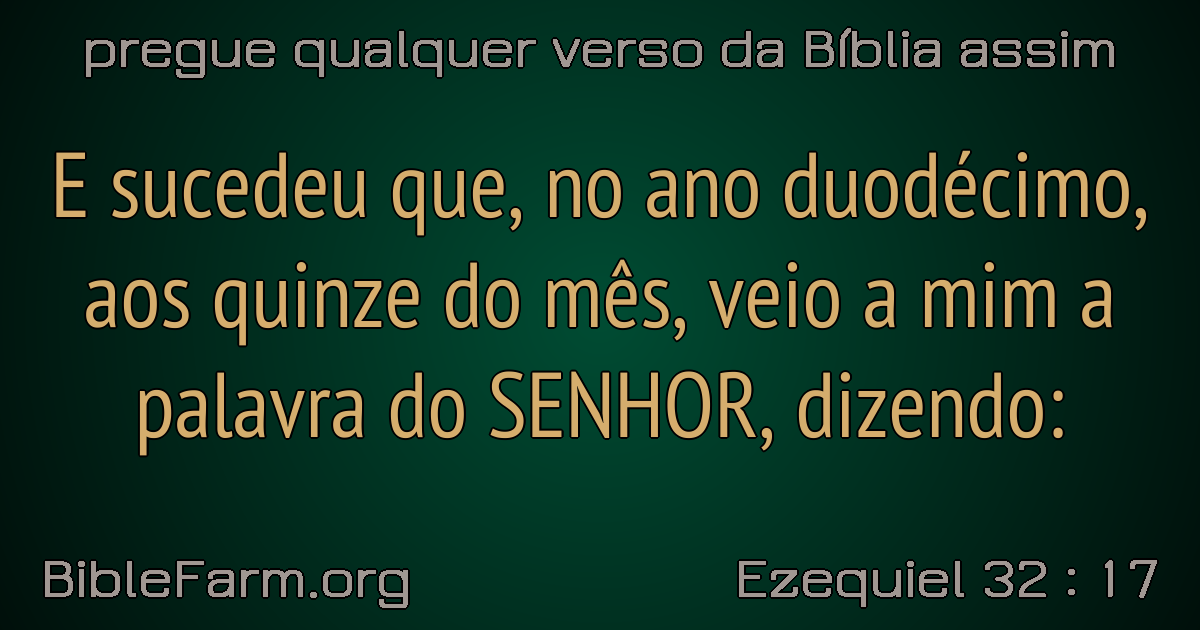 pregue qualquer verso da Bíblia assim
E sucedeu que, no ano duodécimo,
aos quinze do mês, veio a mim a
palavra do SENHOR, dizendo:
BibleFarm.org
Ezequiel 32 : 17